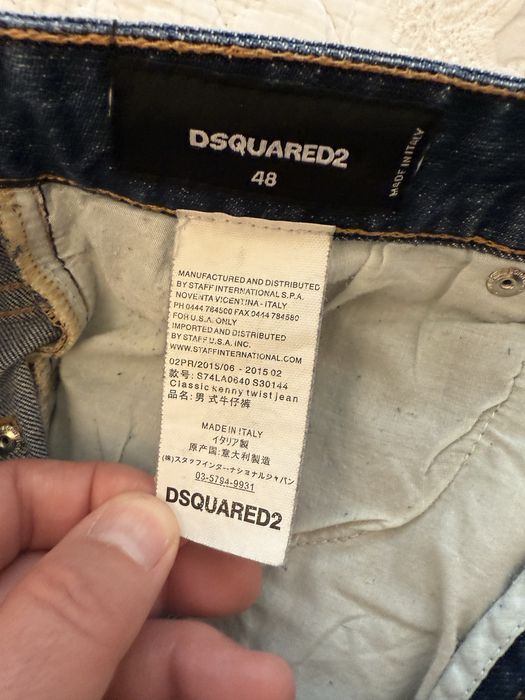 DSQUARED2
48
MADE IN ITALY
MANUFACTURED AND DISTRIBUTED
BY STAFF INTERNATIONAL S.P.A.
NOVENTA VICENTINA - ITALY
PH 0444 784500 FAX 0444 784580
FOR U.S.A. ONLY
IMPORTED AND DISTRIBUTED
BY STAFF U.S.A. INC.
WWW.STAFFINTERNATIONAL.COM
02PR/2015/06 - 2015 02
款号: S74LA0640 S30144
Classic kenny twist jean
品名: 男 式牛仔裤
MADE IN ITALY
イタリア製
原产国:意大利製造
(株)スタッフインターナショナルジャパン
03-5794-9931
DSQUARED2